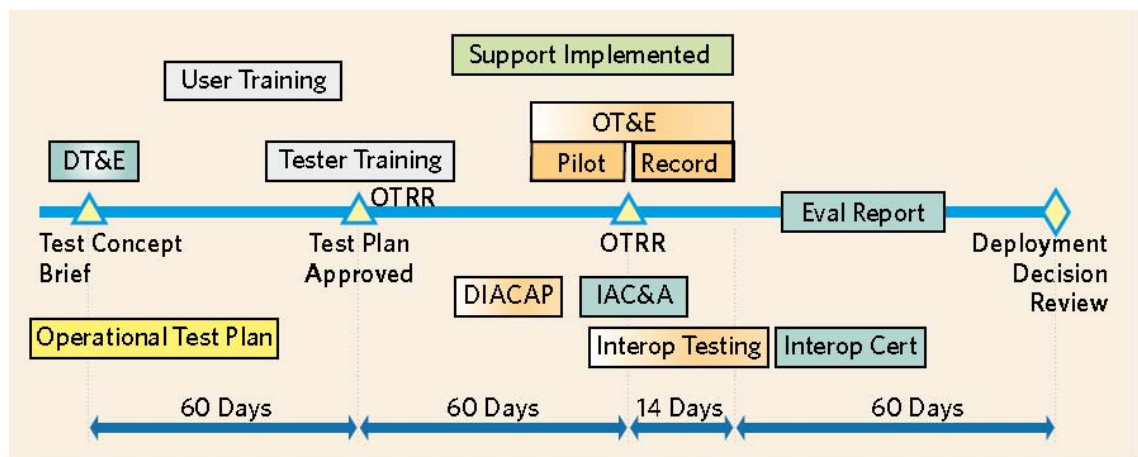 Support Implemented
User Training
OT&E
DT&E
Tester Training
Pilot
Record
OTRR
Eval Report
Test Concept
Brief
Test Plan
Approved
OTRR
Deployment
Decision
Review
DIACAP
IAC&A
Operational Test Plan
Interop Testing
Interop Cert
60 Days
60 Days
14 Days
60 Days